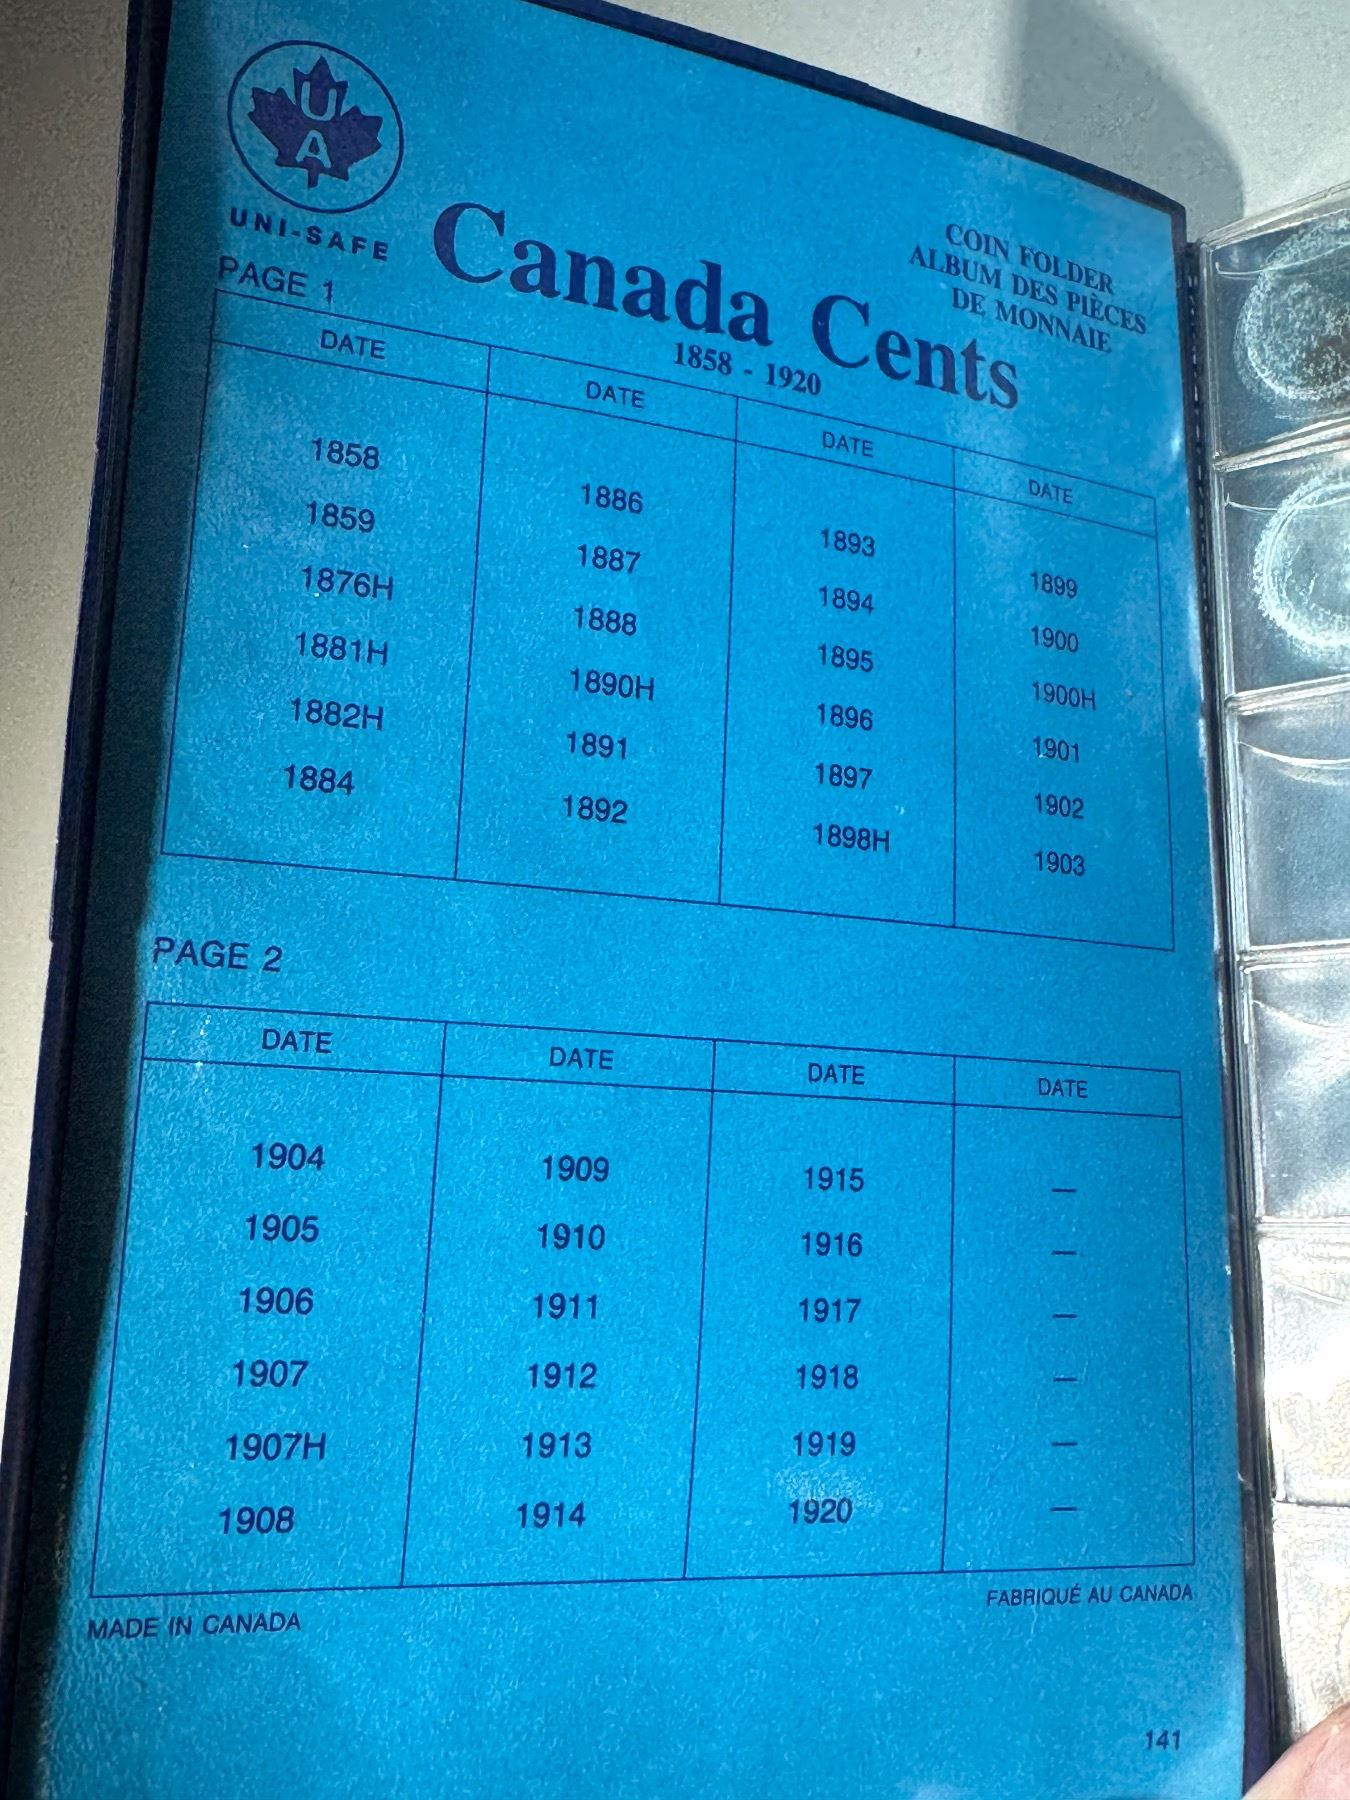 U
A
UNI-SAFE
Canada Cents
1858 - 1920
COIN FOLDER
ALBUM DES PIÈCES
DE MONNAIE
PAGE 1
DATE DATE DATE DATE
1858 1886 1893 1899
1859 1887 1894 1900
1876H 1888 1895 1900H
1881H 1890H 1896 1901
1882H 1891 1897 1902
1884 1892 1898H 1903
PAGE 2
DATE DATE DATE DATE
1904 1909 1915 —
1905 1910 1916 —
1906 1911 1917 —
1907 1912 1918 —
1907H 1913 1919 —
1908 1914 1920 —
MADE IN CANADA
FABRIQUÉ AU CANADA
141